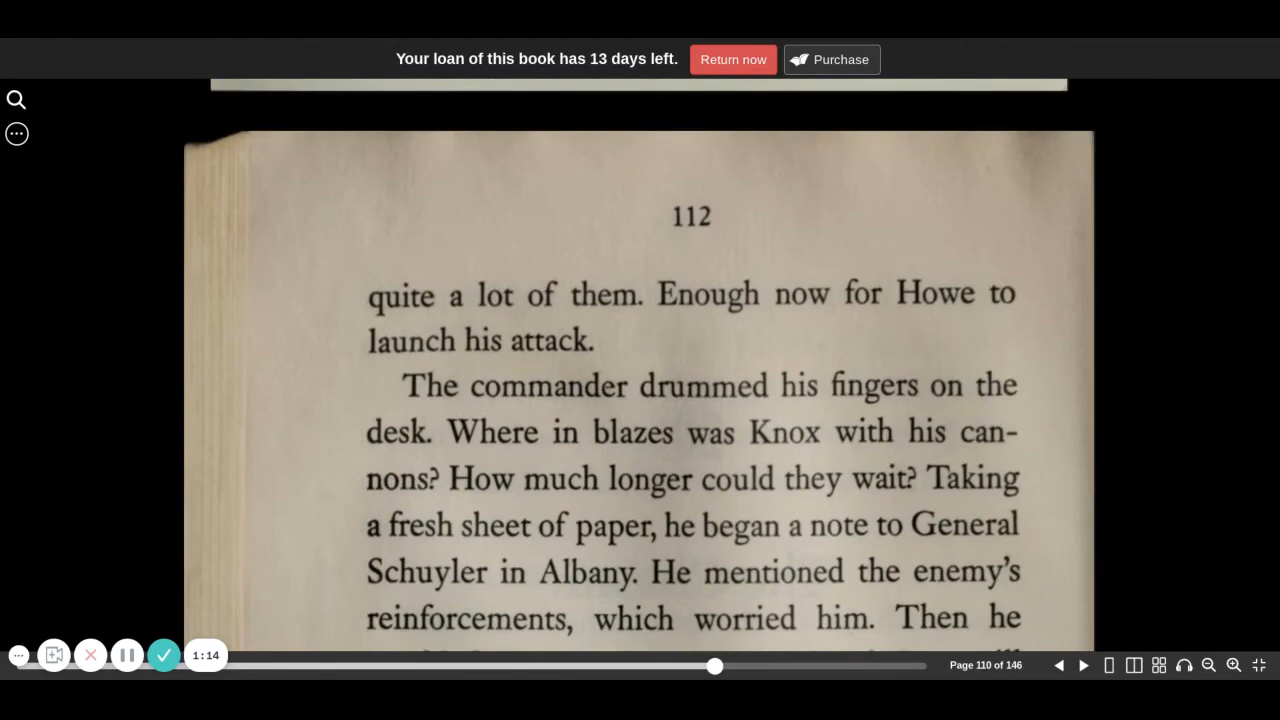 Your loan of this book has 13 days left. Return now Purchase
112
quite a lot of them. Enough now for Howe to
launch his attack.
The commander drummed his fingers on the
desk. Where in blazes was Knox with his can-
nons? How much longer could they wait? Taking
a fresh sheet of paper, he began a note to General
Schuyler in Albany. He mentioned the enemy's
reinforcements, which worried him. Then he
1:14
Page 110 of 146